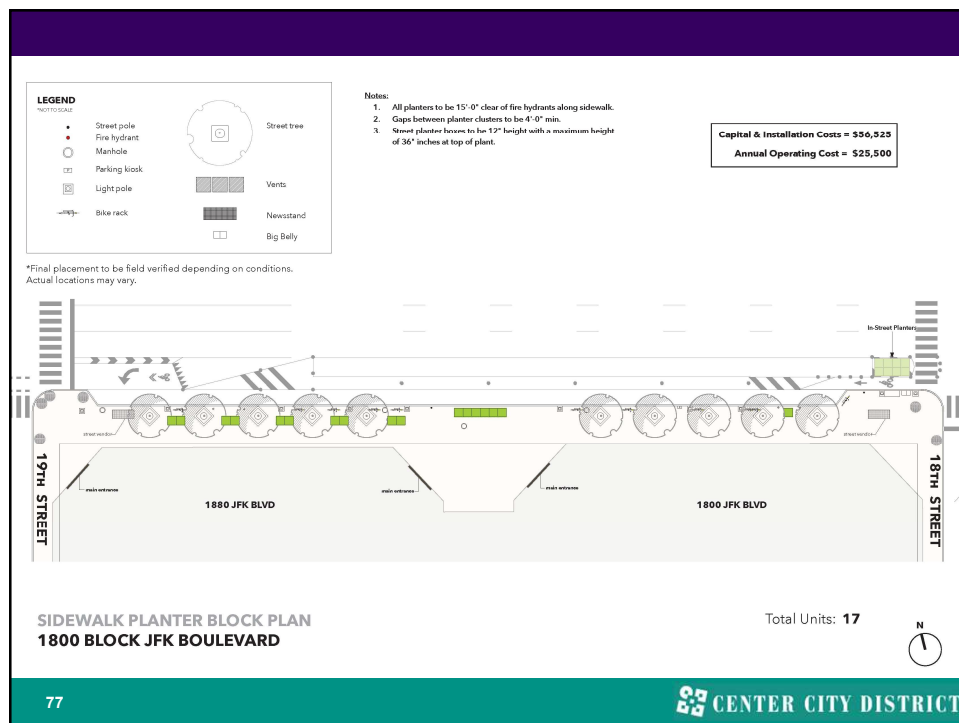 LEGEND
*NOT TO SCALE
Street pole
Fire hydrant
Manhole
Parking kiosk
Light pole
Bike rack
Street tree
Vents
Newsstand
Big Belly
Notes:
1. All planters to be 15'-0" clear of fire hydrants along sidewalk.
2. Gaps between planter clusters to be 4'-0" min.
3. Street planter boxes to be 12" height with a maximum height
of 36" inches at top of plant.
Capital & Installation Costs = $56,525
Annual Operating Cost = $25,500
*Final placement to be field verified depending on conditions.
Actual locations may vary.
In-Street Planters
street vendor
street vendor
19TH STREET
main entrance
main entrance
main entrance
1880 JFK BLVD
1800 JFK BLVD
18TH STREET
SIDEWALK PLANTER BLOCK PLAN
1800 BLOCK JFK BOULEVARD
Total Units: 17
N
77
CENTER CITY DISTRICT